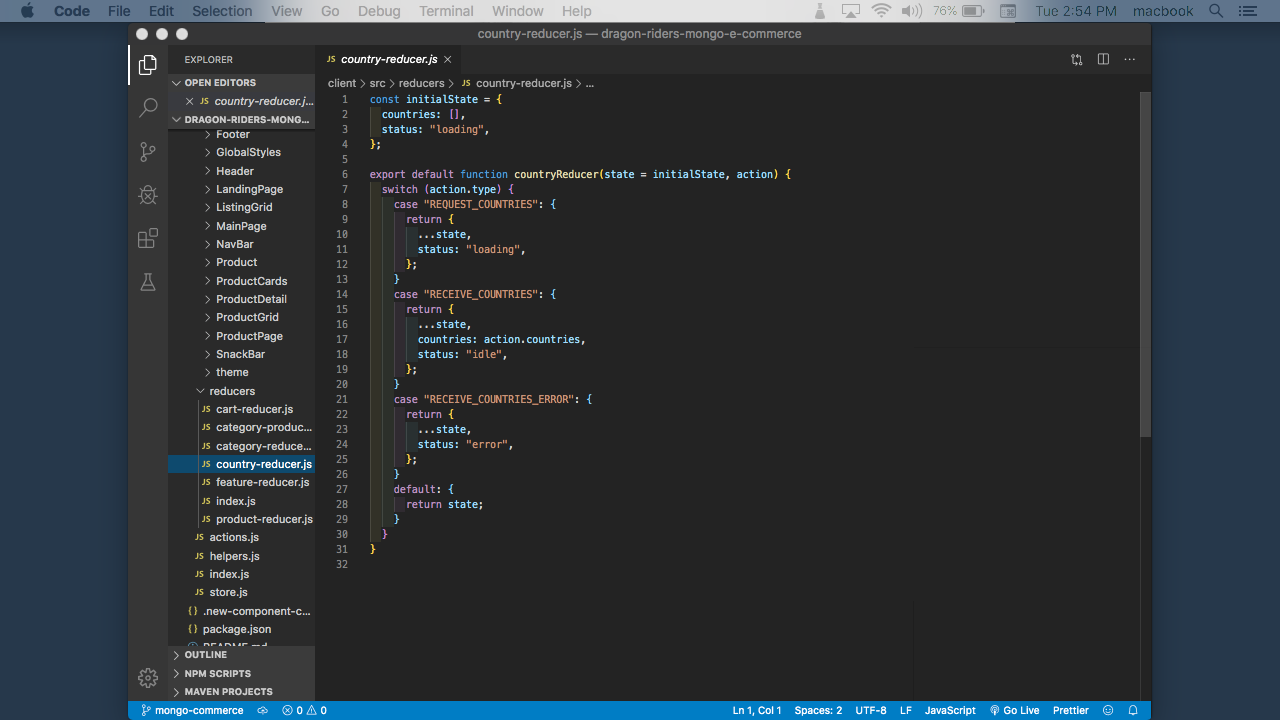 Code File Edit Selection View Go Debug Terminal Window Help 76% Tue 2:54 PM macbook
country-reducer.js — dragon-riders-mongo-e-commerce
EXPLORER
OPEN EDITORS
JS country-reducer.j...
DRAGON-RIDERS-MONG...
Footer
GlobalStyles
Header
LandingPage
ListingGrid
MainPage
NavBar
Product
ProductCards
ProductDetail
ProductGrid
ProductPage
SnackBar
theme
reducers
JS cart-reducer.js
JS category-produc...
JS category-reduce...
JS country-reducer.js
JS feature-reducer.js
JS index.js
JS product-reducer.js
JS actions.js
JS helpers.js
JS index.js
JS store.js
{} .new-component-c...
{} package.json
README.md
OUTLINE
NPM SCRIPTS
MAVEN PROJECTS
JS country-reducer.js
client > src > reducers > JS country-reducer.js > ...
1 const initialState = {
2 countries: [],
3 status: "loading",
4 };
5
6 export default function countryReducer(state = initialState, action) {
7 switch (action.type) {
8 case "REQUEST_COUNTRIES": {
9 return {
10 ...state,
11 status: "loading",
12 };
13 }
14 case "RECEIVE_COUNTRIES": {
15 return {
16 ...state,
17 countries: action.countries,
18 status: "idle",
19 };
20 }
21 case "RECEIVE_COUNTRIES_ERROR": {
22 return {
23 ...state,
24 status: "error",
25 };
26 }
27 default: {
28 return state;
29 }
30 }
31 }
32
mongo-commerce 0 0 Ln 1, Col 1 Spaces: 2 UTF-8 LF JavaScript Go Live Prettier